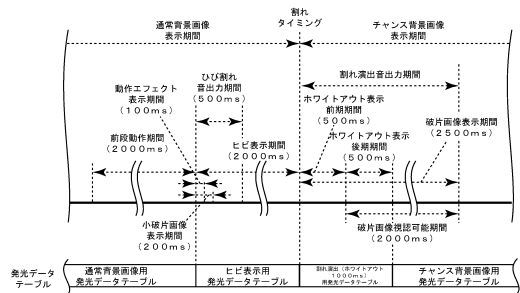 割れ
タイミング
通常背景画像
表示期間
チャンス背景画像
表示期間
割れ演出音出力期間
ひび割れ
音出力期間
(500ms)
動作エフェクト
表示期間
(100ms)
ホワイトアウト表示
前期期間
(500ms)
破片画像表示期間
(2500ms)
前段動作期間
(2000ms)
ヒビ表示期間
(2000ms)
ホワイトアウト表示
後期期間
(500ms)
小破片画像
表示期間
(200ms)
破片画像視認可能期間
(2000ms)
発光データ
テーブル
通常背景画像用
発光データテーブル
ヒビ表示用
発光データテーブル
割れ演出(ホワイトアウト
1000ms)
用発光データテーブル
チャンス背景画像用
発光データテーブル